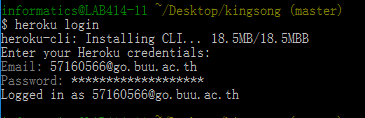 informatics@LAB414-11 ~/Desktop/kingsong (master)
$ heroku login
heroku-cli: Installing CLI... 18.5MB/18.5MBB
Enter your Heroku credentials:
Email: 57160566@go.buu.ac.th
Password: *******************
Logged in as 57160566@go.buu.ac.th